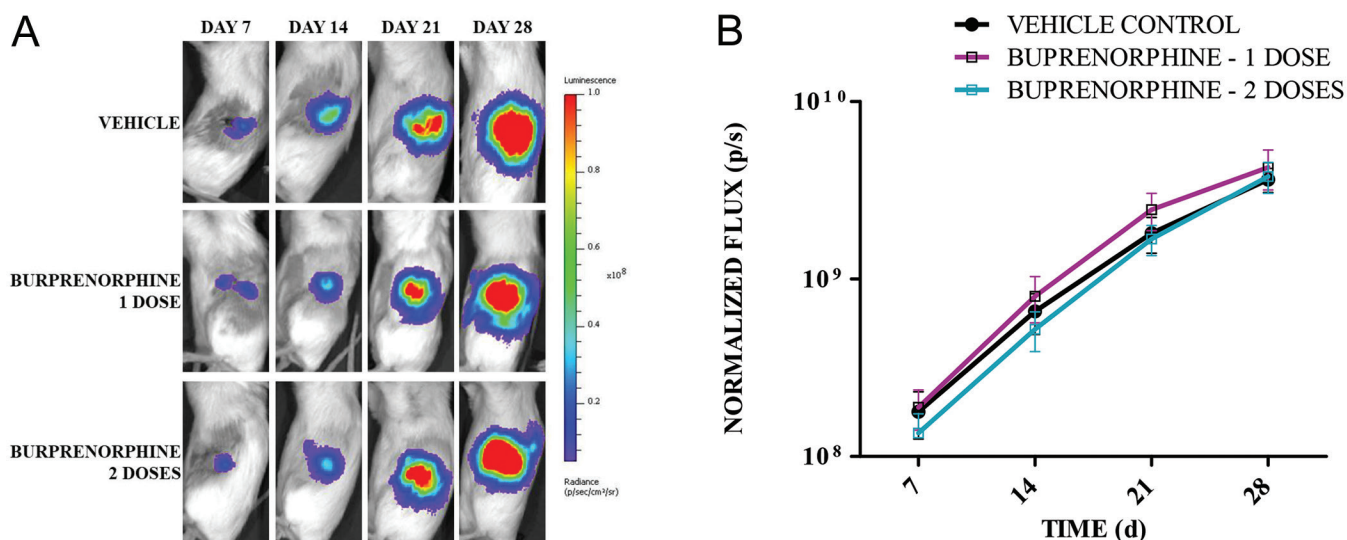 A
DAY 7 DAY 14 DAY 21 DAY 28
VEHICLE
BURPRENORPHINE
1 DOSE
BURPRENORPHINE
2 DOSES
Luminescence
1.0
0.8
0.6
x10⁸
0.4
0.2
Radiance
(p/sec/cm²/sr)
B
VEHICLE CONTROL
BUPRENORPHINE - 1 DOSE
BUPRENORPHINE - 2 DOSES
NORMALIZED FLUX (p/s)
10¹⁰
10⁹
10⁸
7
14
21
28
TIME (d)